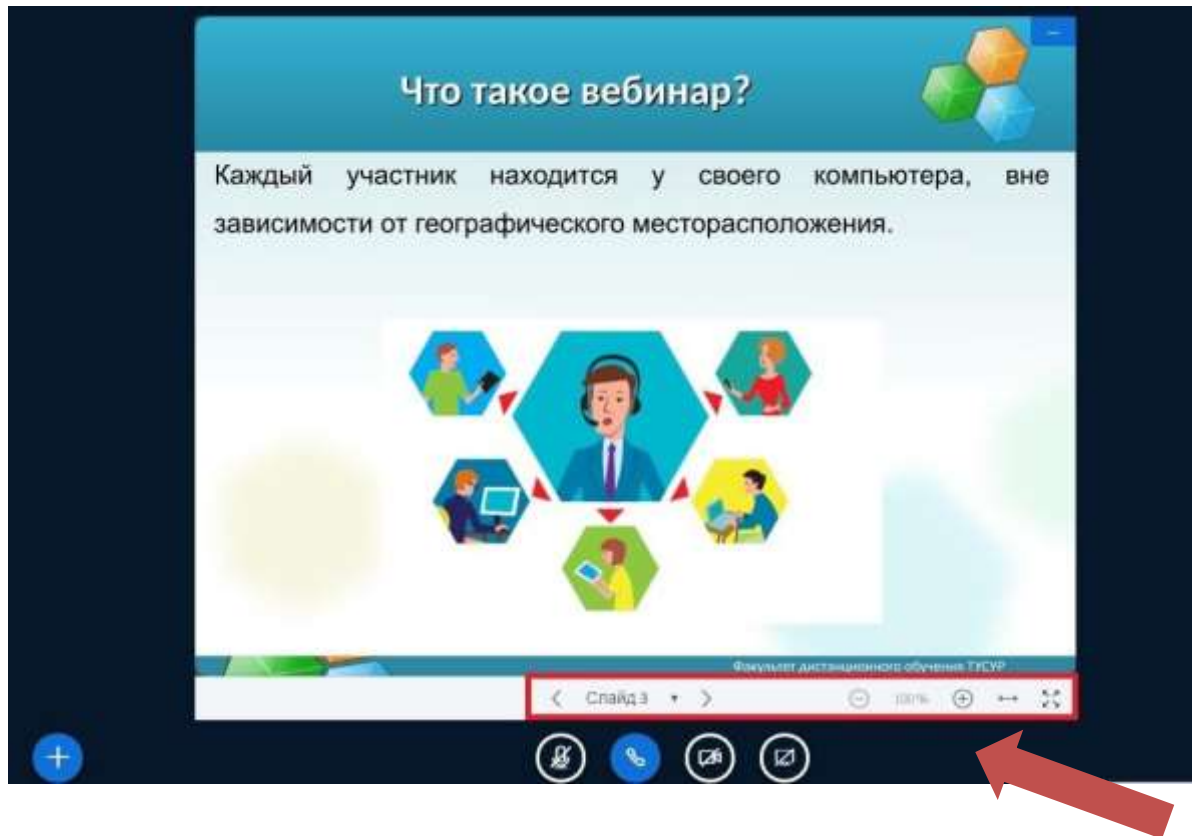 Что такое вебинар?
Каждый участник находится у своего компьютера, вне
зависимости от географического месторасположения.
Факультет дистанционного обучения ТУСУР
Слайд 3
100%